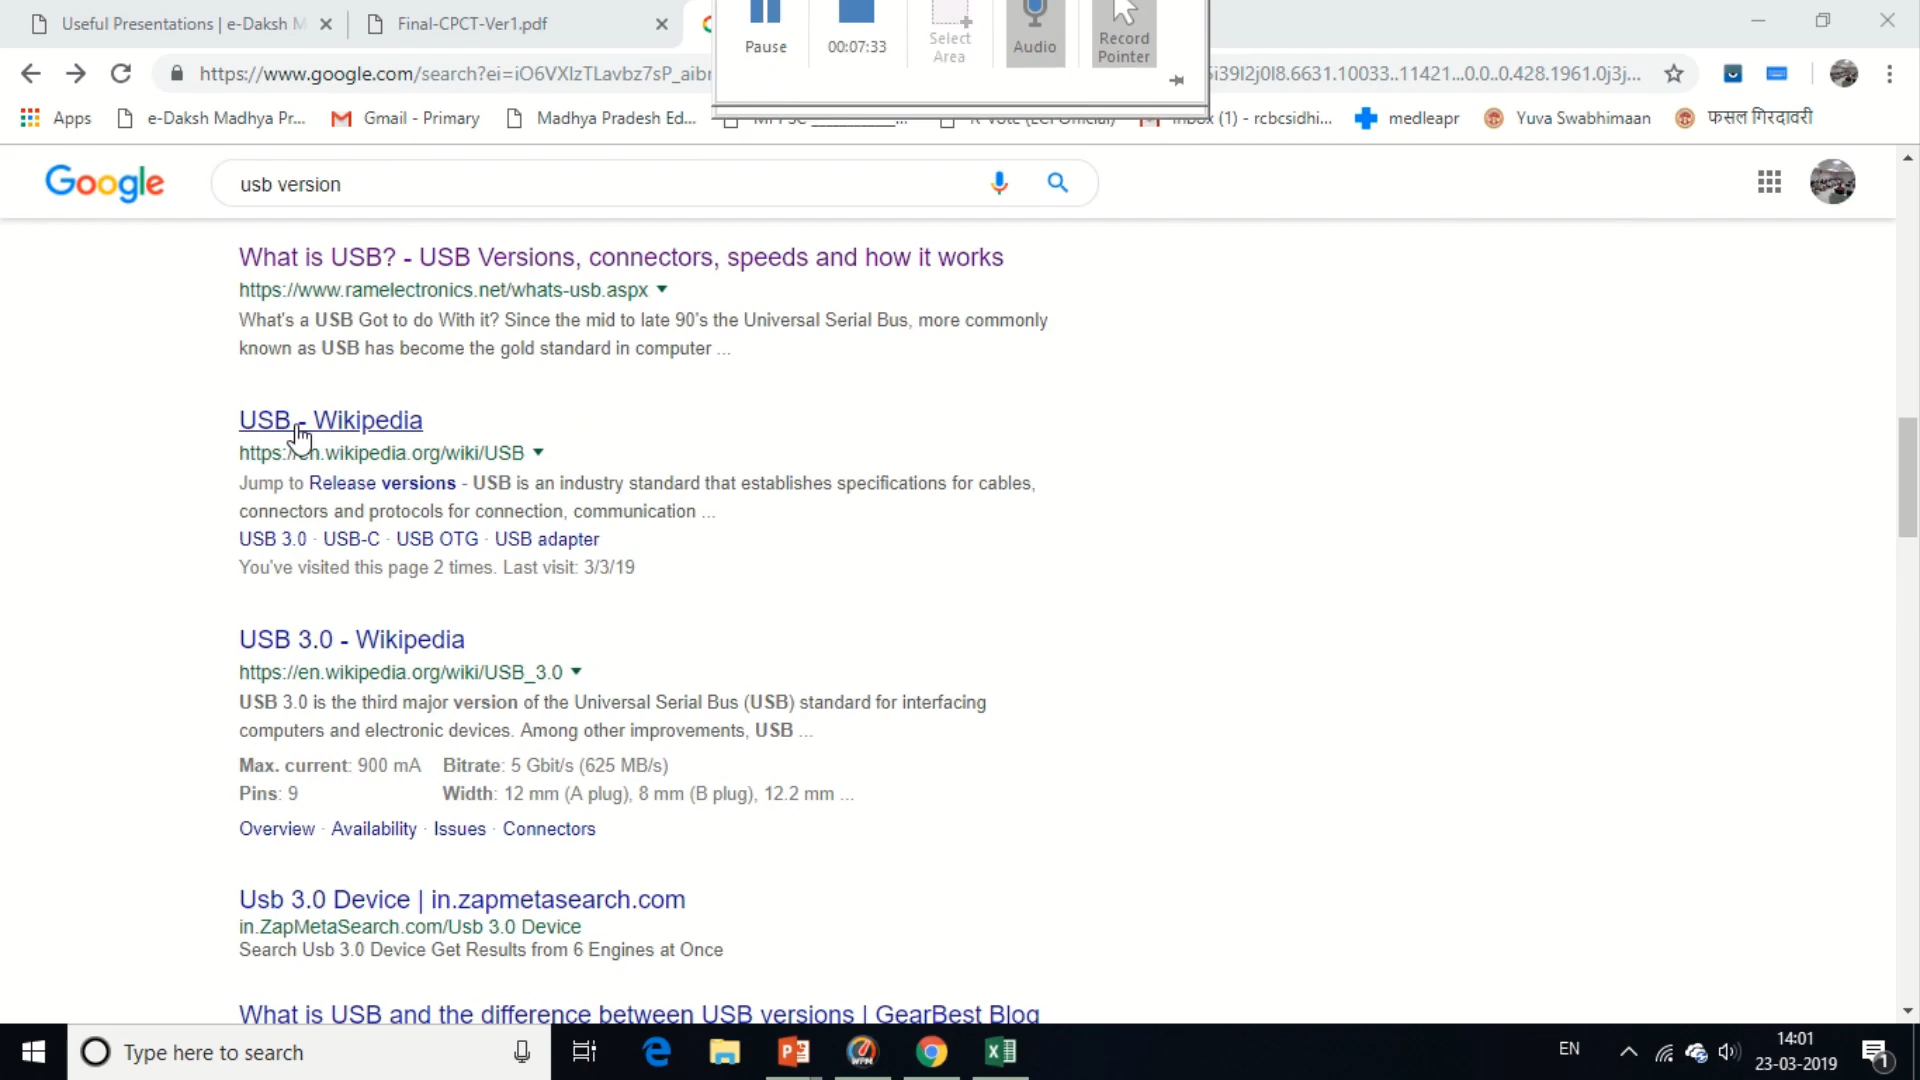 Useful Presentations | e-Daksh M
Final-CPCT-Ver1.pdf
Pause
00:07:33
Select
Area
Audio
Record
Pointer
https://www.google.com/search?ei=iO6VXIzTLavbz7sP_aibr
i39l2j0l8.6631.10033..11421...0.0..0.428.1961.0j3j...
Apps
e-Daksh Madhya Pr...
Gmail - Primary
Madhya Pradesh Ed...
(1) - rcbcsidhi...
medleapr
Yuva Swabhimaan
फसल गिरदावरी
Google
usb version
What is USB? - USB Versions, connectors, speeds and how it works
https://www.ramelectronics.net/whats-usb.aspx
What's a USB Got to do With it? Since the mid to late 90's the Universal Serial Bus, more commonly
known as USB has become the gold standard in computer ...
USB - Wikipedia
https://en.wikipedia.org/wiki/USB
Jump to Release versions - USB is an industry standard that establishes specifications for cables,
connectors and protocols for connection, communication ...
USB 3.0 · USB-C · USB OTG · USB adapter
You've visited this page 2 times. Last visit: 3/3/19
USB 3.0 - Wikipedia
https://en.wikipedia.org/wiki/USB_3.0
USB 3.0 is the third major version of the Universal Serial Bus (USB) standard for interfacing
computers and electronic devices. Among other improvements, USB ...
Max. current: 900 mA Bitrate: 5 Gbit/s (625 MB/s)
Pins: 9 Width: 12 mm (A plug), 8 mm (B plug), 12.2 mm ...
Overview · Availability · Issues · Connectors
Usb 3.0 Device | in.zapmetasearch.com
in.ZapMetaSearch.com/Usb 3.0 Device
Search Usb 3.0 Device Get Results from 6 Engines at Once
What is USB and the difference between USB versions | GearBest Blog
Type here to search
WPM
EN
14:01
23-03-2019
1